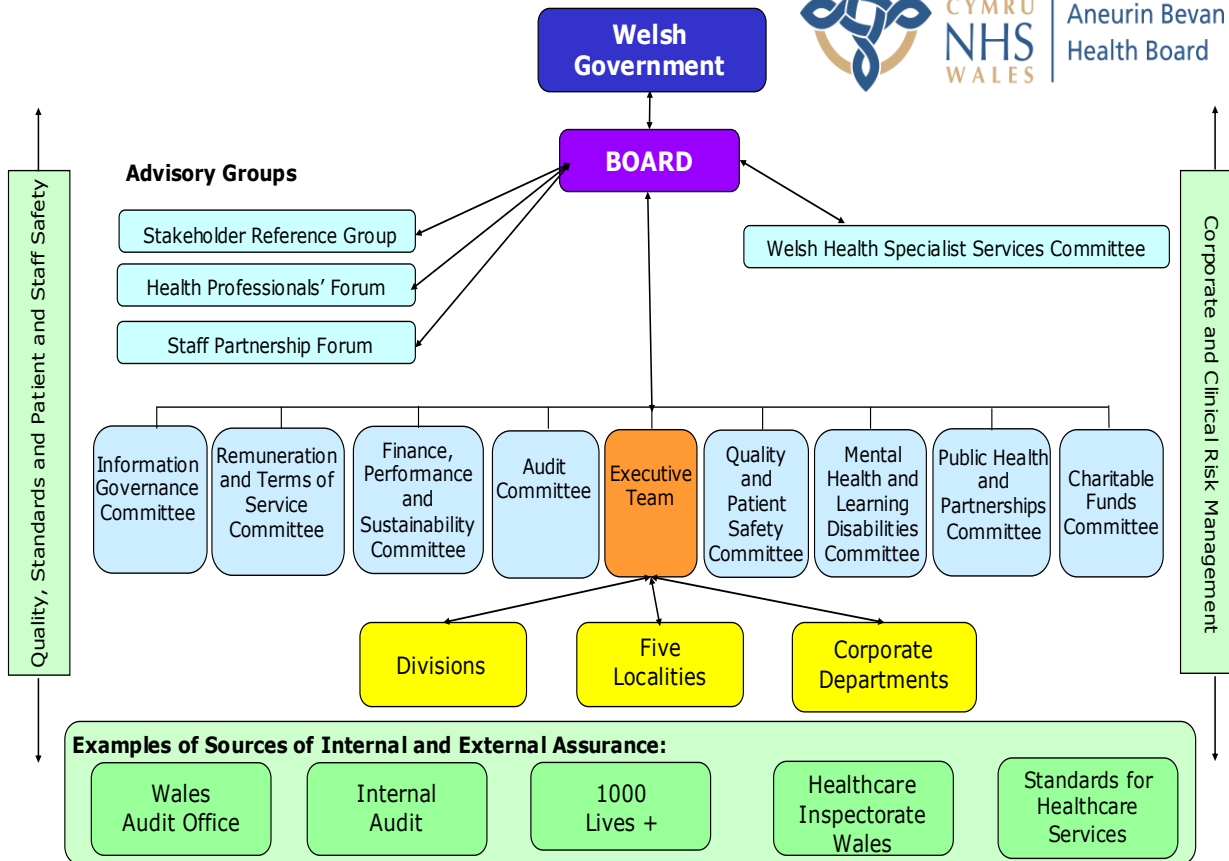 CYMRU
NHS
WALES
Aneurin Bevan
Health Board
Welsh
Government
BOARD
Advisory Groups
Stakeholder Reference Group
Health Professionals’ Forum
Staff Partnership Forum
Welsh Health Specialist Services Committee
Quality, Standards and Patient and Staff Safety
Corporate and Clinical Risk Management
Information
Governance
Committee
Remuneration
and Terms of
Service
Committee
Finance,
Performance
and
Sustainability
Committee
Audit
Committee
Executive
Team
Quality
and
Patient
Safety
Committee
Mental
Health and
Learning
Disabilities
Committee
Public Health
and
Partnerships
Committee
Charitable
Funds
Committee
Divisions
Five
Localities
Corporate
Departments
Examples of Sources of Internal and External Assurance:
Wales
Audit Office
Internal
Audit
1000
Lives +
Healthcare
Inspectorate
Wales
Standards for
Healthcare
Services